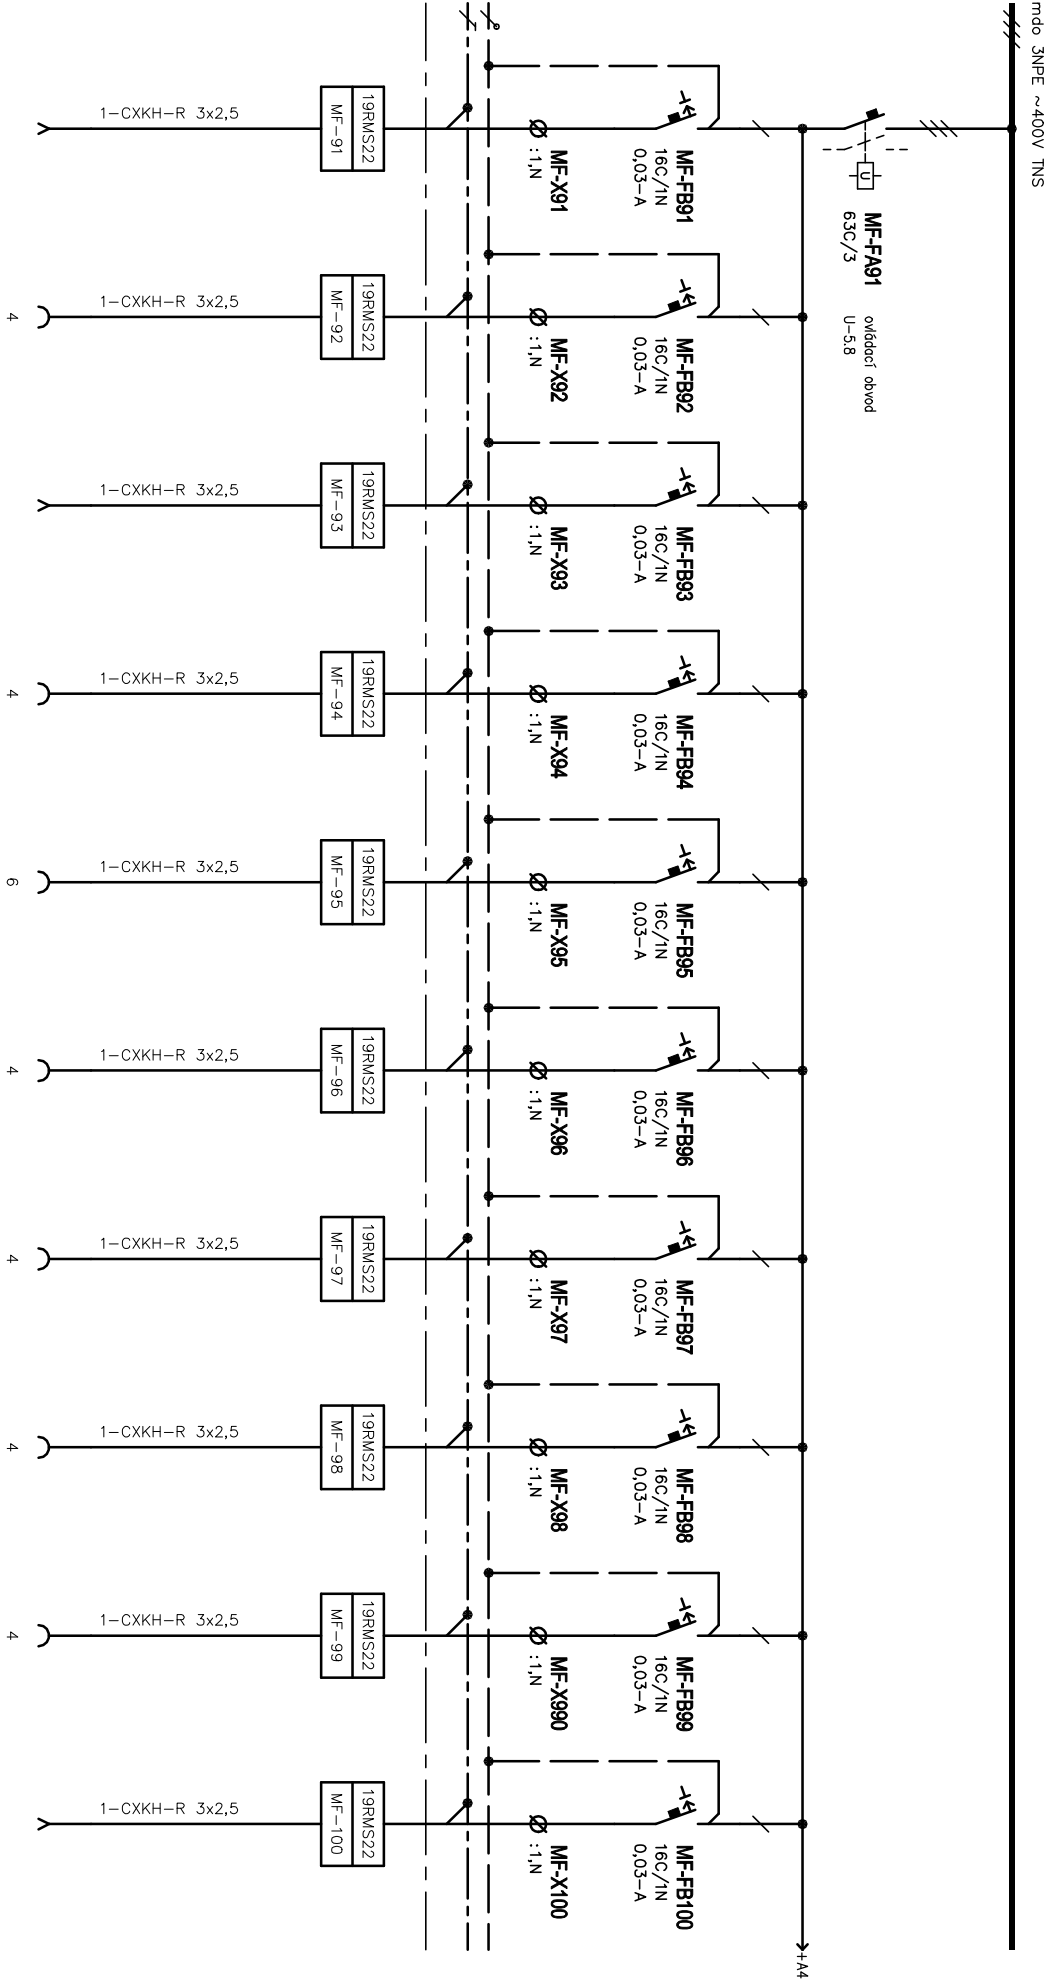 mdo 3NPE ~400V TNS
MF-FA91
63C/3
ovládací obvod
U-5.8
U
+A4
MF-FB91
16C/1N
0,03-A
MF-X91
:1,N
19RMS22
MF-91
1-CXKH-R 3x2,5
MF-FB92
16C/1N
0,03-A
MF-X92
:1,N
19RMS22
MF-92
1-CXKH-R 3x2,5
4
MF-FB93
16C/1N
0,03-A
MF-X93
:1,N
19RMS22
MF-93
1-CXKH-R 3x2,5
MF-FB94
16C/1N
0,03-A
MF-X94
:1,N
19RMS22
MF-94
1-CXKH-R 3x2,5
4
MF-FB95
16C/1N
0,03-A
MF-X95
:1,N
19RMS22
MF-95
1-CXKH-R 3x2,5
6
MF-FB96
16C/1N
0,03-A
MF-X96
:1,N
19RMS22
MF-96
1-CXKH-R 3x2,5
4
MF-FB97
16C/1N
0,03-A
MF-X97
:1,N
19RMS22
MF-97
1-CXKH-R 3x2,5
4
MF-FB98
16C/1N
0,03-A
MF-X98
:1,N
19RMS22
MF-98
1-CXKH-R 3x2,5
4
MF-FB99
16C/1N
0,03-A
MF-X990
:1,N
19RMS22
MF-99
1-CXKH-R 3x2,5
4
MF-FB100
16C/1N
0,03-A
MF-X100
:1,N
19RMS22
MF-100
1-CXKH-R 3x2,5